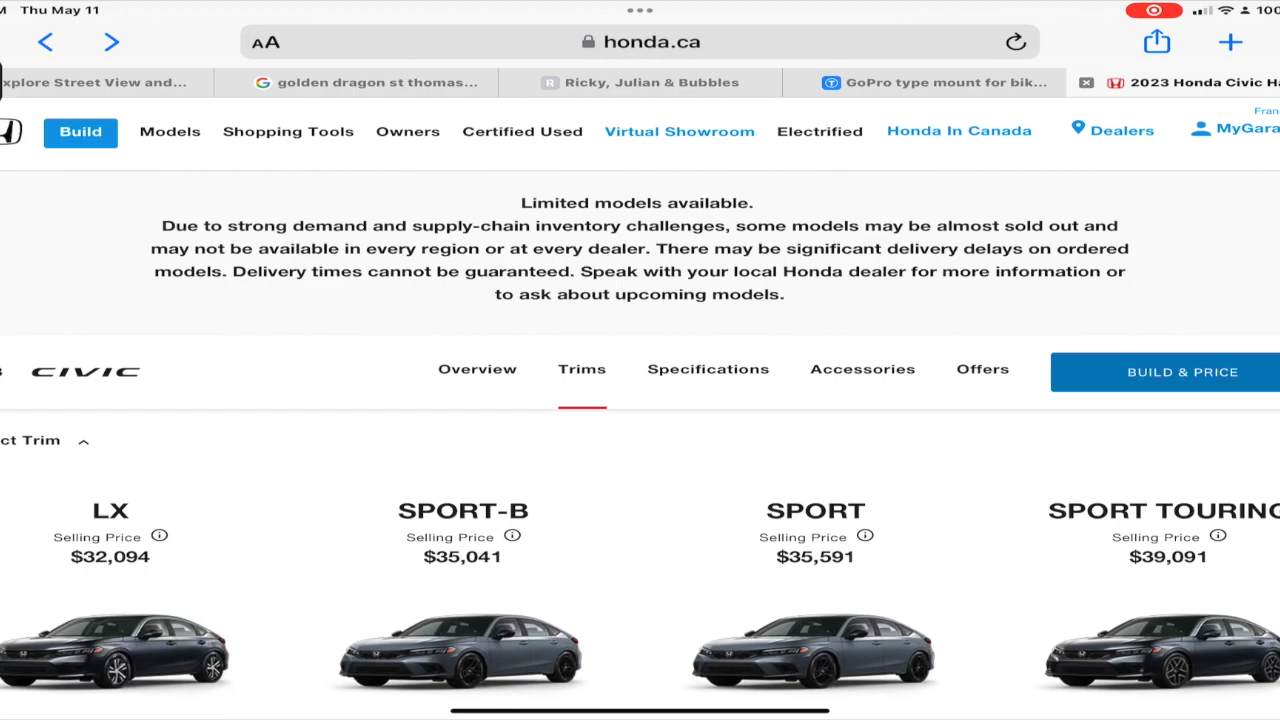 Thu May 11
100
AA
honda.ca
xplore Street View and...
golden dragon st thomas...
R Ricky, Julian & Bubbles
GoPro type mount for bik...
2023 Honda Civic Ha
Build
Models
Shopping Tools
Owners
Certified Used
Virtual Showroom
Electrified
Honda In Canada
Dealers
Fran
MyGara
Limited models available.
Due to strong demand and supply-chain inventory challenges, some models may be almost sold out and
may not be available in every region or at every dealer. There may be significant delivery delays on ordered
models. Delivery times cannot be guaranteed. Speak with your local Honda dealer for more information or
to ask about upcoming models.
CIVIC
Overview
Trims
Specifications
Accessories
Offers
BUILD & PRICE
ct Trim
LX
Selling Price
$32,094
SPORT-B
Selling Price
$35,041
SPORT
Selling Price
$35,591
SPORT TOURING
Selling Price
$39,091